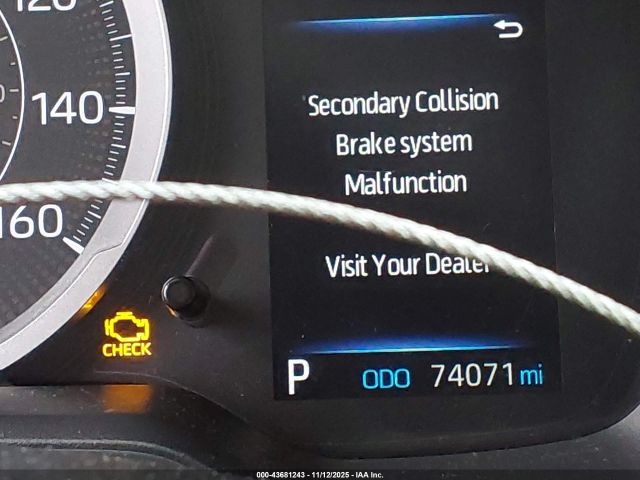 120
140
160
Secondary Collision
Brake system
Malfunction
Visit Your Dealer
CHECK
P ODO 74071 mi
000-43681243 - 11/12/2025 - IAA Inc.